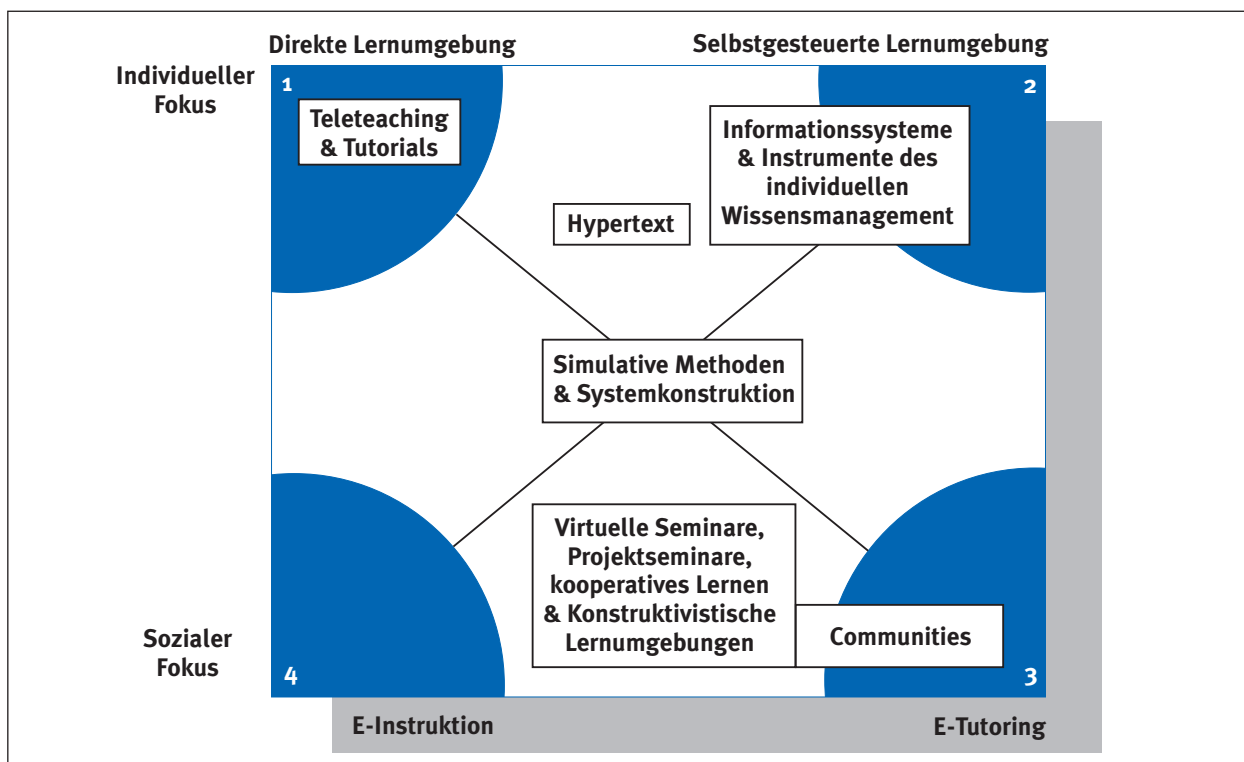 Direkte Lernumgebung
Selbstgesteuerte Lernumgebung
Individueller
Fokus
1
2
Teleteaching
& Tutorials
Informationssysteme
& Instrumente des
individuellen
Wissensmanagement
Hypertext
Simulative Methoden
& Systemkonstruktion
Virtuelle Seminare,
Projektseminare,
kooperatives Lernen
& Konstruktivistische
Lernumgebungen
Communities
Sozialer
Fokus
4
3
E-Instruktion
E-Tutoring